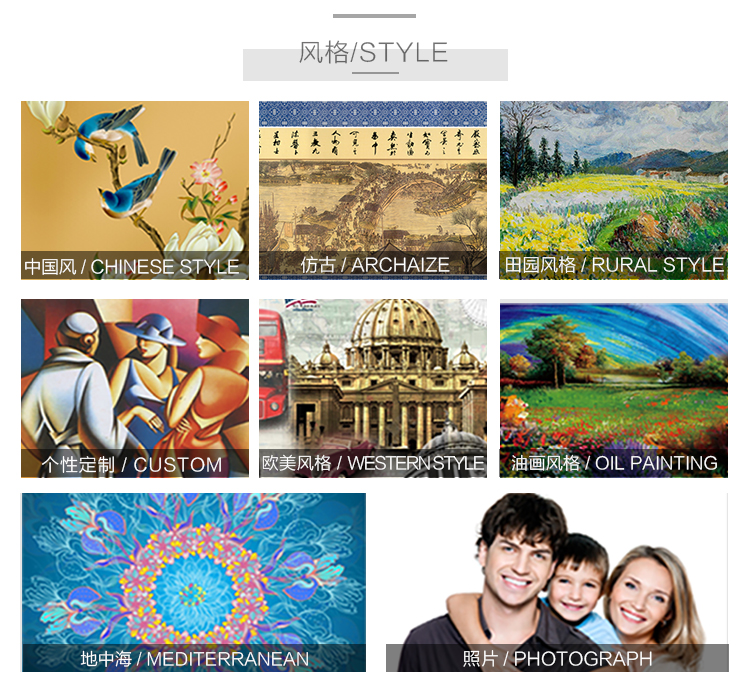 风格/STYLE
中国风 / CHINESE STYLE
仿古 / ARCHAIZE
田园风格 / RURAL STYLE
个性定制 / CUSTOM
欧美风格 / WESTERN STYLE
油画风格 / OIL PAINTING
地中海 / MEDITERRANEAN
照片 / PHOTOGRAPH